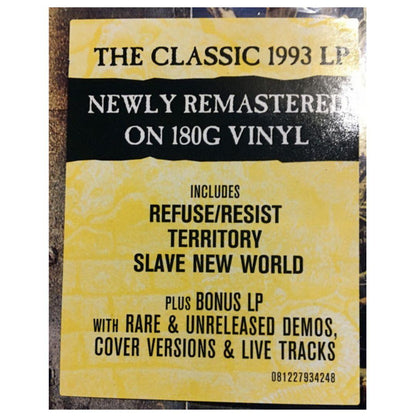 THE CLASSIC 1993 LP
NEWLY REMASTERED
ON 180G VINYL
INCLUDES
REFUSE/RESIST
TERRITORY
SLAVE NEW WORLD
PLUS BONUS LP
WITH RARE & UNRELEASED DEMOS,
COVER VERSIONS & LIVE TRACKS
081227934248